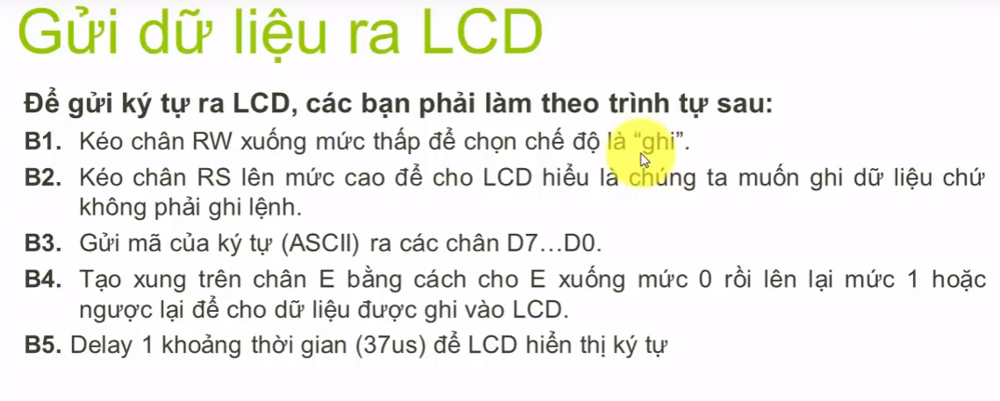 Gửi dữ liệu ra LCD
Để gửi ký tự ra LCD, các bạn phải làm theo trình tự sau:
B1. Kéo chân RW xuống mức thấp để chọn chế độ là “ghi”.
B2. Kéo chân RS lên mức cao để cho LCD hiểu là chúng ta muốn ghi dữ liệu chứ
không phải ghi lệnh.
B3. Gửi mã của ký tự (ASCII) ra các chân D7…D0.
B4. Tạo xung trên chân E bằng cách cho E xuống mức 0 rồi lên lại mức 1 hoặc
ngược lại để cho dữ liệu được ghi vào LCD.
B5. Delay 1 khoảng thời gian (37us) để LCD hiển thị ký tự